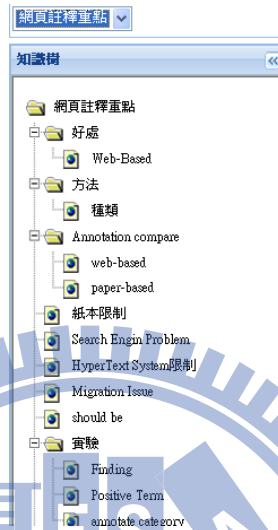 網頁註釋重點
知識樹
網頁註釋重點
好處
Web-Based
方法
種類
Annotation compare
web-based
paper-based
紙本限制
Search Engin Problem
HyperText System限制
Migration Issue
should be
實驗
Finding
Positive Term
annotate category